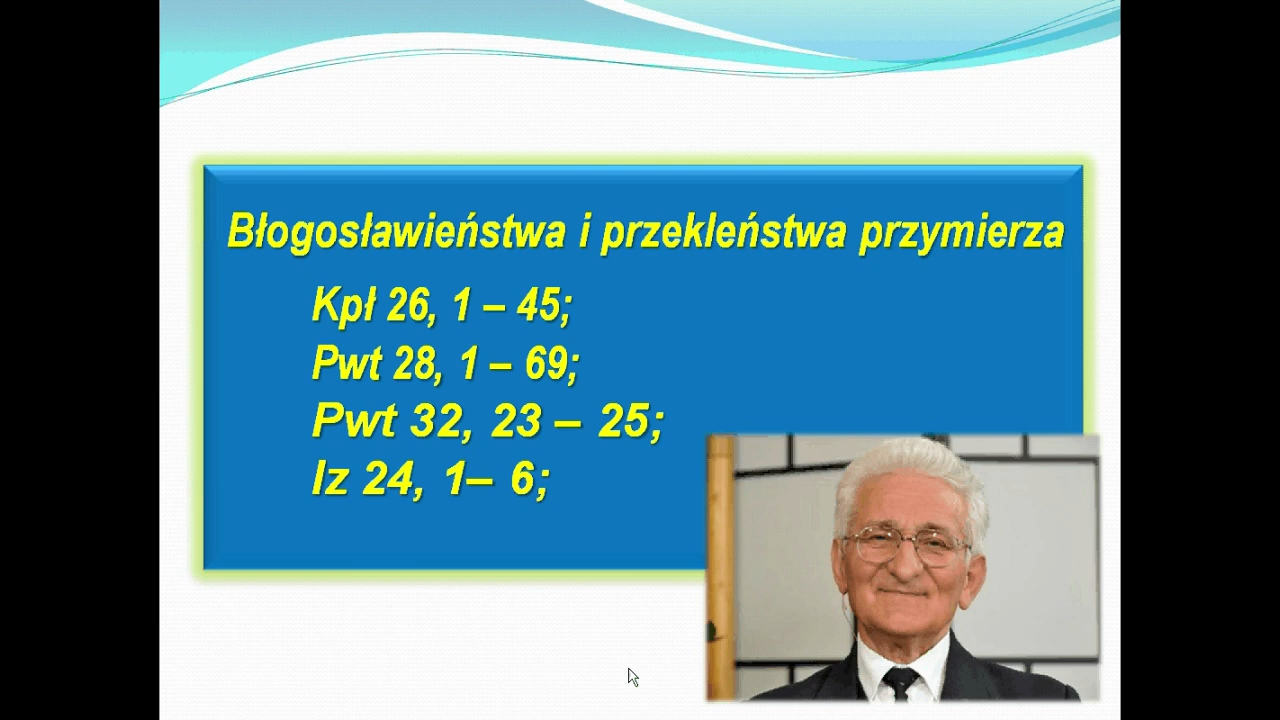 Błogosławieństwa i przekleństwa przymierza
Kpł 26, 1 – 45;
Pwt 28, 1 – 69;
Pwt 32, 23 – 25;
Iz 24, 1– 6;